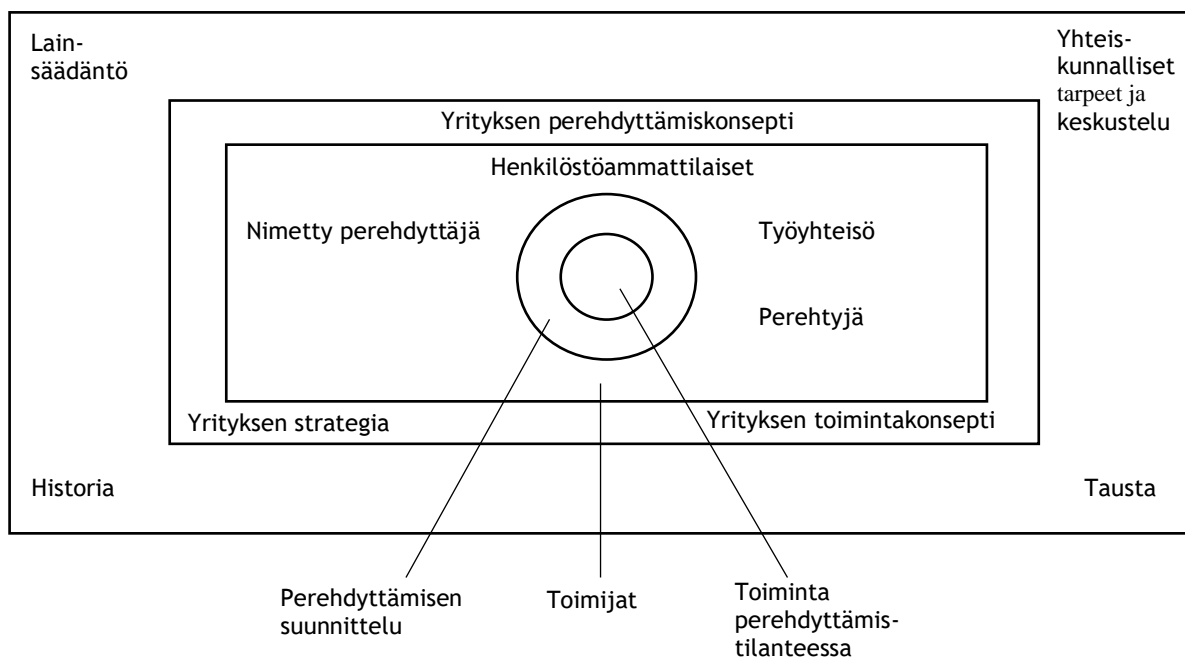 Lain-
säädäntö
Yhteis-
kunnalliset
tarpeet ja
keskustelu
Yrityksen perehdyttämiskonsepti
Henkilöstöammattilaiset
Nimetty perehdyttäjä
Työyhteisö
Perehtyjä
Yrityksen strategia
Yrityksen toimintakonsepti
Historia
Tausta
Perehdyttämisen
suunnittelu
Toimijat
Toiminta
perehdyttämis-
tilanteessa